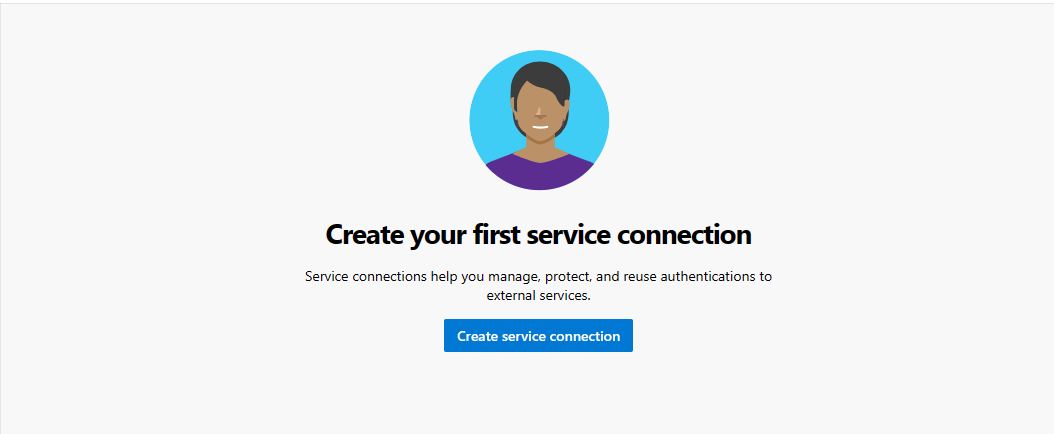 Create your first service connection
Service connections help you manage, protect, and reuse authentications to
external services.
Create service connection